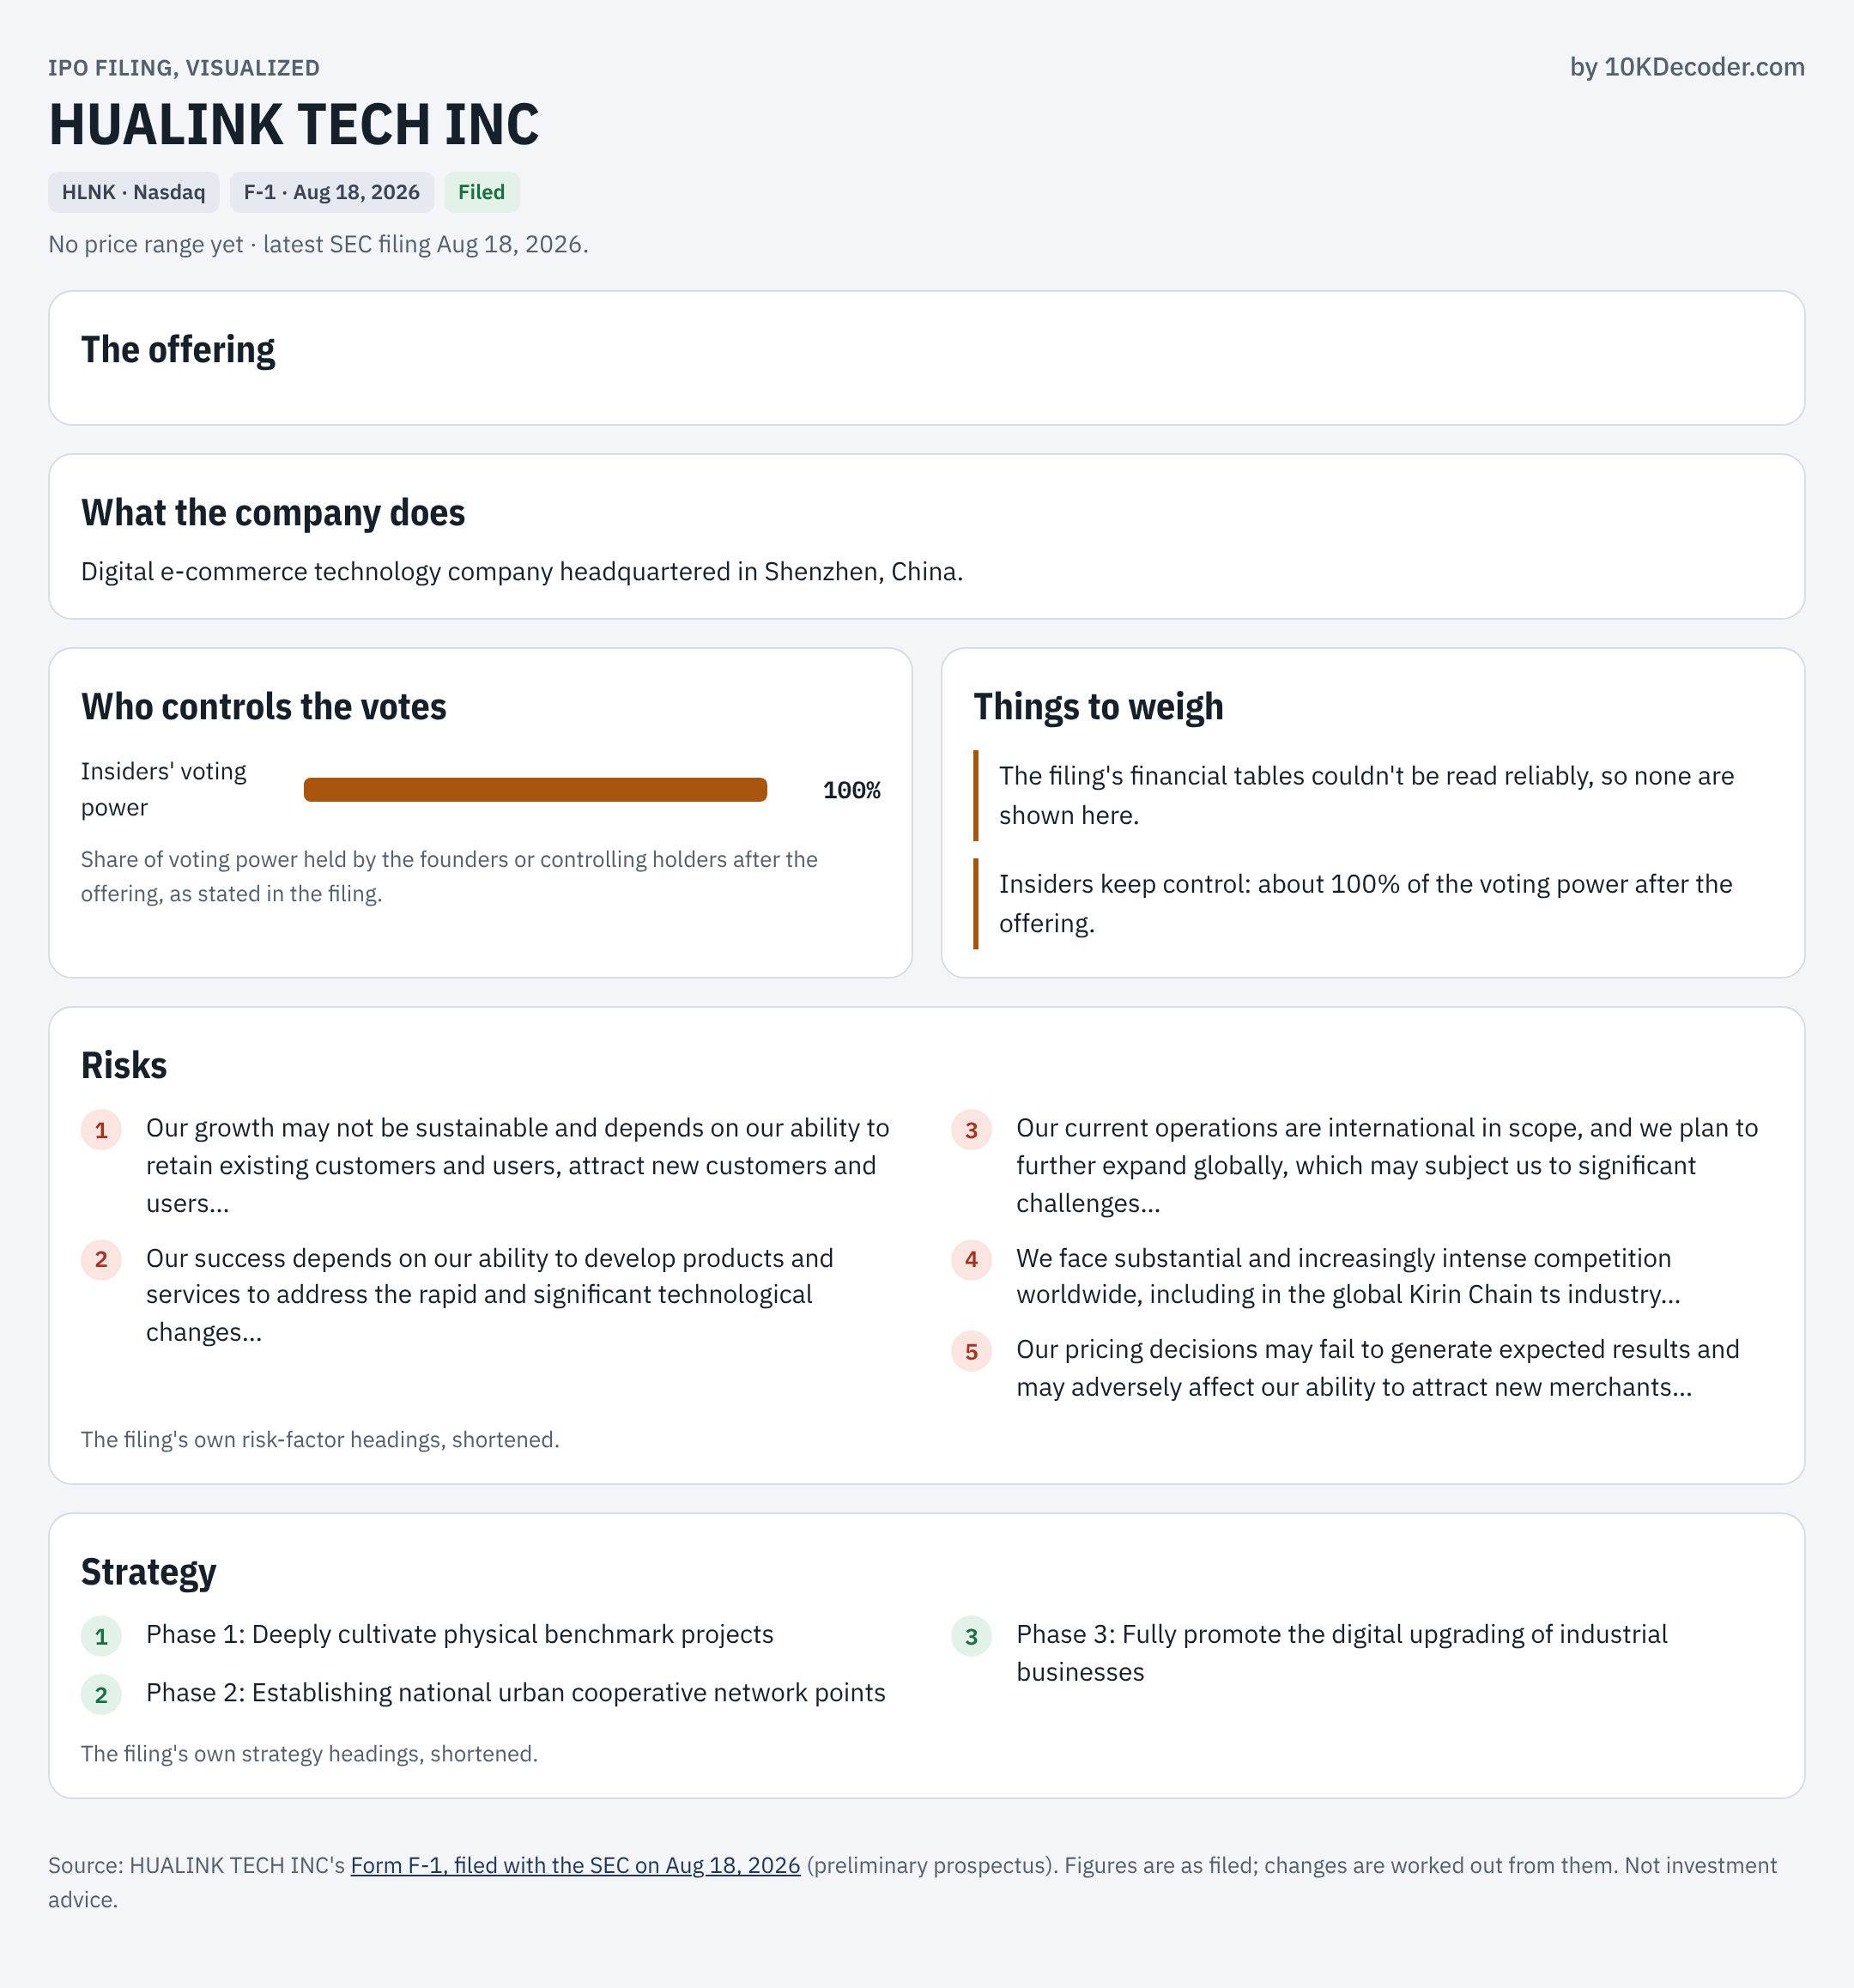 IPO FILING, VISUALIZED
by 10KDecoder.com
HUALINK TECH INC
HLNK · Nasdaq
F-1 · Aug 18, 2026
Filed
No price range yet · latest SEC filing Aug 18, 2026.
The offering
What the company does
Digital e-commerce technology company headquartered in Shenzhen, China.
Who controls the votes
Insiders' voting
power
100%
Share of voting power held by the founders or controlling holders after the
offering, as stated in the filing.
Things to weigh
The filing's financial tables couldn't be read reliably, so none are
shown here.
Insiders keep control: about 100% of the voting power after the
offering.
Risks
1
Our growth may not be sustainable and depends on our ability to
retain existing customers and users, attract new customers and
users...
2
Our success depends on our ability to develop products and
services to address the rapid and significant technological
changes...
3
Our current operations are international in scope, and we plan to
further expand globally, which may subject us to significant
challenges...
4
We face substantial and increasingly intense competition
worldwide, including in the global Kirin Chain ts industry...
5
Our pricing decisions may fail to generate expected results and
may adversely affect our ability to attract new merchants...
The filing's own risk-factor headings, shortened.
Strategy
1
Phase 1: Deeply cultivate physical benchmark projects
2
Phase 2: Establishing national urban cooperative network points
3
Phase 3: Fully promote the digital upgrading of industrial
businesses
The filing's own strategy headings, shortened.
Source: HUALINK TECH INC's Form F-1, filed with the SEC on Aug 18, 2026 (preliminary prospectus). Figures are as filed; changes are worked out from them. Not investment
advice.